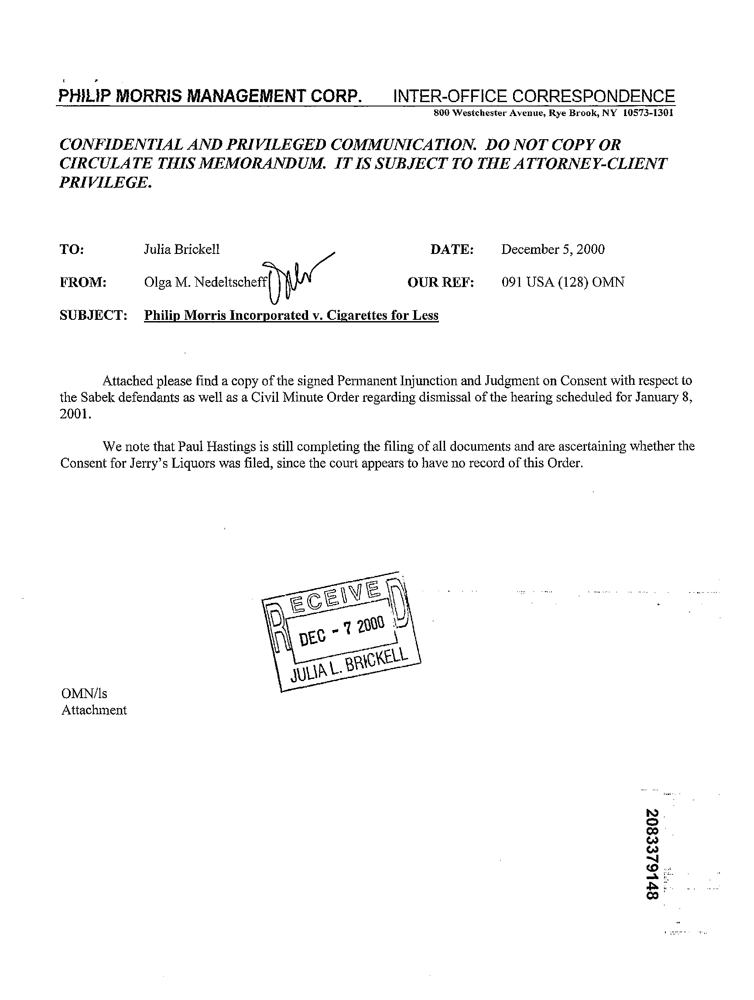 PHILIP MORRIS MANAGEMENT CORP. INTER-OFFICE CORRESPONDENCE
800 Westchester Avenue, Rye Brook, NY 10573-1301
CONFIDENTIAL AND PRIVILEGED COMMUNICATION. DO NOT COPY OR
CIRCULATE THIS MEMORANDUM. IT IS SUBJECT TO THE ATTORNEY-CLIENT
PRIVILEGE.
TO: Julia Brickell DATE: December 5, 2000
FROM: Olga M. Nedeltscheff OUR REF: 091 USA (128) OMN
SUBJECT: Philip Morris Incorporated v. Cigarettes for Less
Attached please find a copy of the signed Permanent Injunction and Judgment on Consent with respect to
the Sabek defendants as well as a Civil Minute Order regarding dismissal of the hearing scheduled for January 8,
2001.
We note that Paul Hastings is still completing the filing of all documents and are ascertaining whether the
Consent for Jerry's Liquors was filed, since the court appears to have no record of this Order.
RECEIVED
DEC - 7 2000
JULIA L. BRICKELL
OMN/ls
Attachment
2083379148